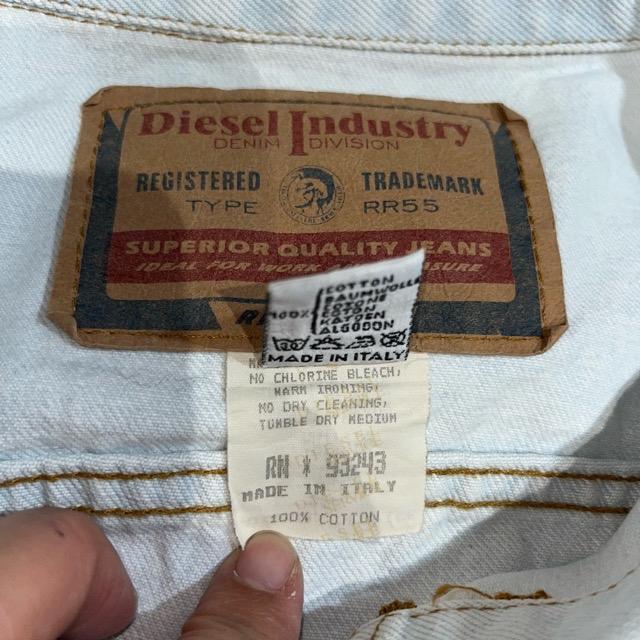 Diesel Industry
DENIM DIVISION
REGISTERED TRADEMARK
TYPE RR55
SUPERIOR QUALITY JEANS
IDEAL FOR WORK
COTTON
BAUMWOLLE
100%
COTON
KATOEN
ALGODON
MADE IN ITALY
NO CHLORINE BLEACH,
WARM IRONING,
NO DRY CLEANING,
TUMBLE DRY MEDIUM
RN * 93243
MADE IN ITALY
100% COTTON